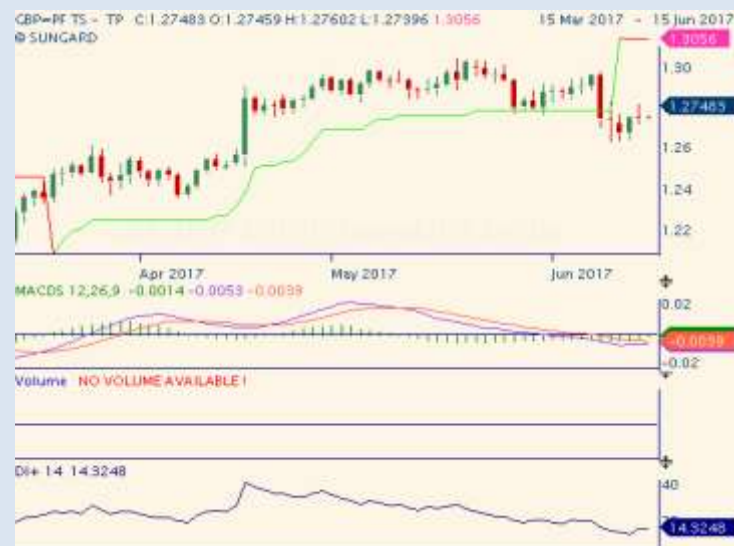 GBP=PF TS - TP C:1.27483 O:1.27459 H:1.27602 L:1.27396 1.3056 15 Mar 2017 - 15 Jun 2017
© SUNGARD
1.3056
1.30
1.27483
1.26
1.24
1.22
Apr 2017 May 2017 Jun 2017
MACDS 12,26,9 -0.0014 -0.0053 -0.0039
0.02
-0.0039
-0.02
Volume NO VOLUME AVAILABLE !
DI+ 14 14.3248
40
14.3248